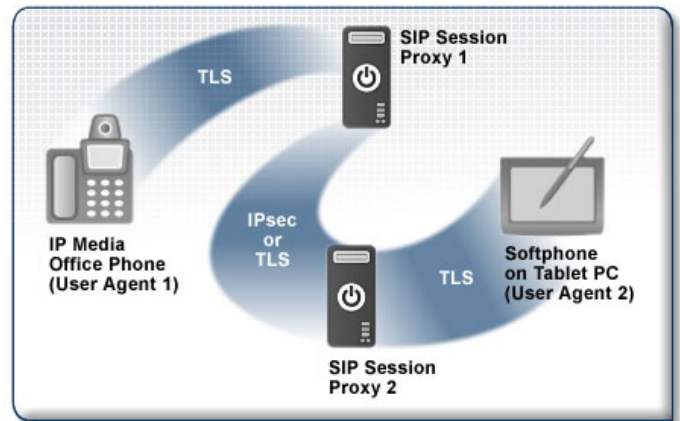 SIP Session
Proxy 1
TLS
IP Media
Office Phone
(User Agent 1)
IPsec
or
TLS
TLS
Softphone
on Tablet PC
(User Agent 2)
SIP Session
Proxy 2